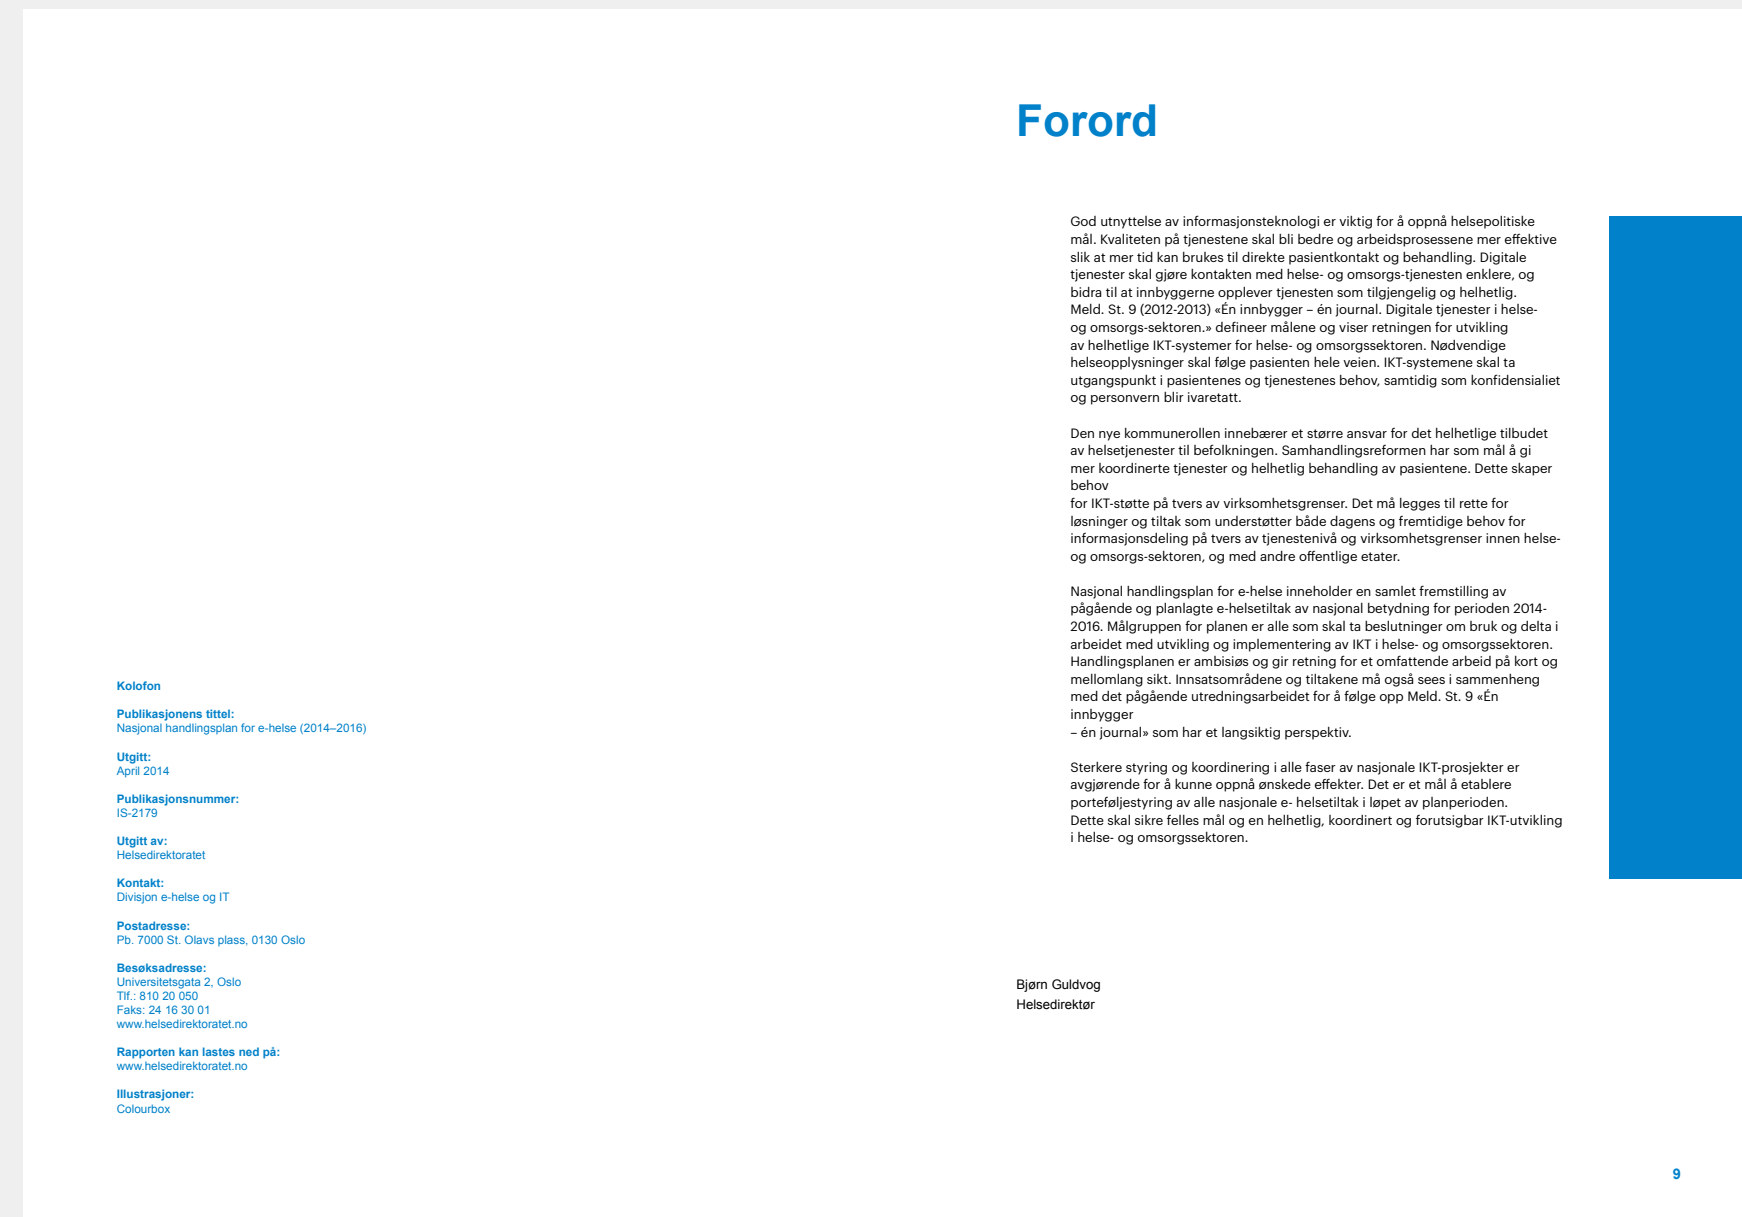 Kolofon
Publikasjonens tittel:
Nasjonal handlingsplan for e-helse (2014–2016)
Utgitt:
April 2014
Publikasjonsnummer:
IS-2179
Utgitt av:
Helsedirektoratet
Kontakt:
Divisjon e-helse og IT
Postadresse:
Pb. 7000 St. Olavs plass, 0130 Oslo
Besøksadresse:
Universitetsgata 2, Oslo
Tlf.: 810 20 050
Faks: 24 16 30 01
www.helsedirektoratet.no
Rapporten kan lastes ned på:
www.helsedirektoratet.no
Illustrasjoner:
Colourbox
Forord
God utnyttelse av informasjonsteknologi er viktig for å oppnå helsepolitiske
mål. Kvaliteten på tjenestene skal bli bedre og arbeidsprosessene mer effektive
slik at mer tid kan brukes til direkte pasientkontakt og behandling. Digitale
tjenester skal gjøre kontakten med helse- og omsorgs-tjenesten enklere, og
bidra til at innbyggerne opplever tjenesten som tilgjengelig og helhetlig.
Meld. St. 9 (2012-2013) «Én innbygger – én journal. Digitale tjenester i helse-
og omsorgs-sektoren.» defineer målene og viser retningen for utvikling
av helhetlige IKT-systemer for helse- og omsorgssektoren. Nødvendige
helseopplysninger skal følge pasienten hele veien. IKT-systemene skal ta
utgangspunkt i pasientenes og tjenestenes behov, samtidig som konfidensialiet
og personvern blir ivaretatt.
Den nye kommunerollen innebærer et større ansvar for det helhetlige tilbudet
av helsetjenester til befolkningen. Samhandlingsreformen har som mål å gi
mer koordinerte tjenester og helhetlig behandling av pasientene. Dette skaper
behov
for IKT-støtte på tvers av virksomhetsgrenser. Det må legges til rette for
løsninger og tiltak som understøtter både dagens og fremtidige behov for
informasjonsdeling på tvers av tjenestenivå og virksomhetsgrenser innen helse-
og omsorgs-sektoren, og med andre offentlige etater.
Nasjonal handlingsplan for e-helse inneholder en samlet fremstilling av
pågående og planlagte e-helsetiltak av nasjonal betydning for perioden 2014-
2016. Målgruppen for planen er alle som skal ta beslutninger om bruk og delta i
arbeidet med utvikling og implementering av IKT i helse- og omsorgssektoren.
Handlingsplanen er ambisiøs og gir retning for et omfattende arbeid på kort og
mellomlang sikt. Innsatsområdene og tiltakene må også sees i sammenheng
med det pågående utredningsarbeidet for å følge opp Meld. St. 9 «Én
innbygger
– én journal» som har et langsiktig perspektiv.
Sterkere styring og koordinering i alle faser av nasjonale IKT-prosjekter er
avgjørende for å kunne oppnå ønskede effekter. Det er et mål å etablere
porteføljestyring av alle nasjonale e- helsetiltak i løpet av planperioden.
Dette skal sikre felles mål og en helhetlig, koordinert og forutsigbar IKT-utvikling
i helse- og omsorgssektoren.
Bjørn Guldvog
Helsedirektør
9